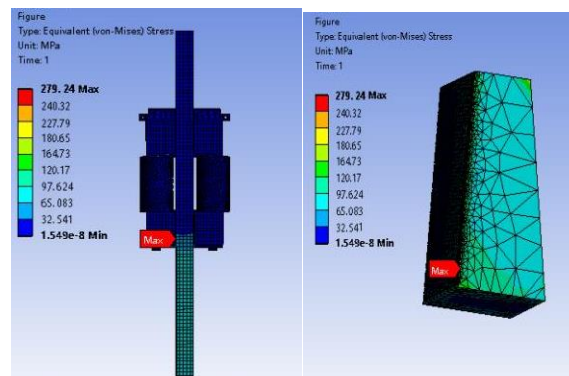 Figure
Type: Equivalent (von-Mises) Stress
Unit: MPa
Time: 1
279.24 Max
240.32
227.79
180.65
164.73
120.17
97.624
65.083
32.541
1.549e-8 Min
Max
Figure
Type: Equivalent (von-Mises) Stress
Unit: MPa
Time: 1
279.24 Max
240.32
227.79
180.65
164.73
120.17
97.624
65.083
32.541
1.549e-8 Min
Max